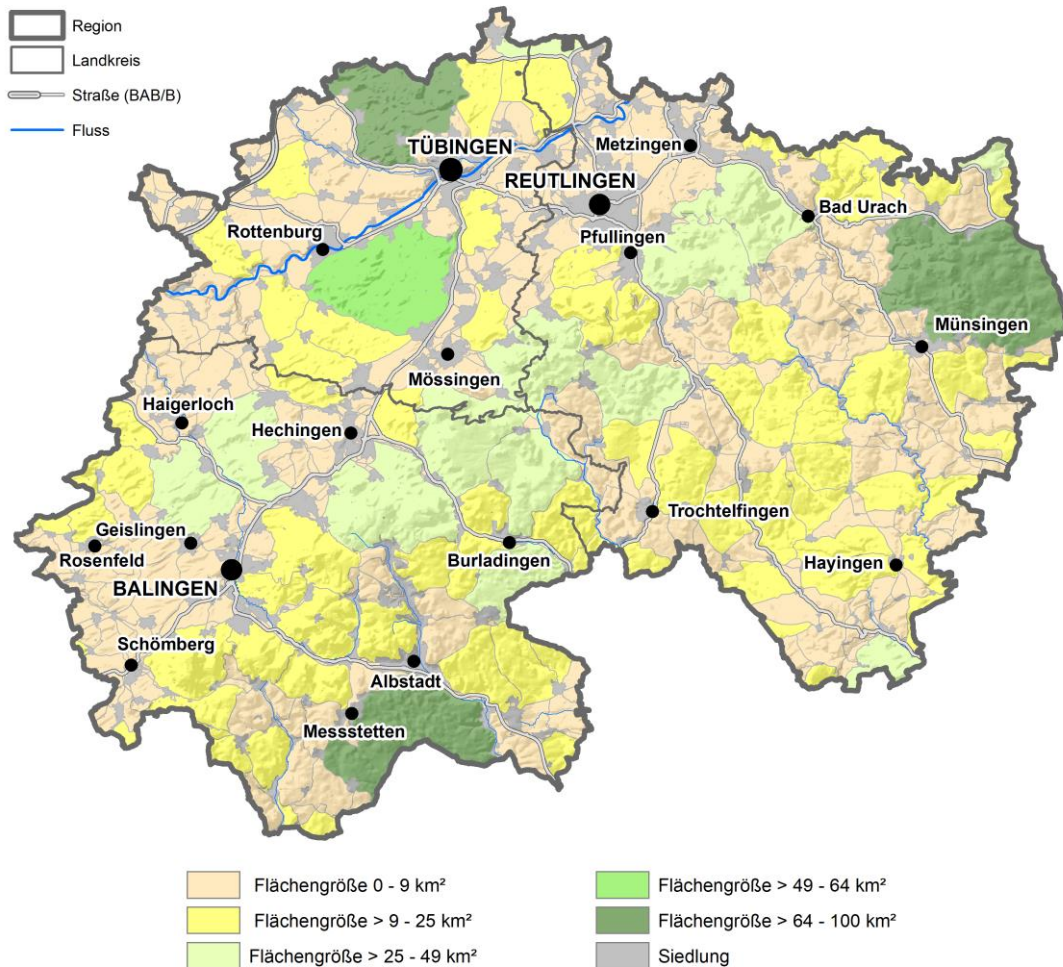 Region
Landkreis
Straße (BAB/B)
Fluss
TÜBINGEN
Metzingen
REUTLINGEN
Bad Urach
Rottenburg
Pfullingen
Münsingen
Mössingen
Haigerloch
Hechingen
Trochtelfingen
Geislingen
Rosenfeld
Burladingen
Hayingen
BALINGEN
Schömberg
Albstadt
Messstetten
Flächengröße 0 - 9 km²
Flächengröße > 49 - 64 km²
Flächengröße > 9 - 25 km²
Flächengröße > 64 - 100 km²
Flächengröße > 25 - 49 km²
Siedlung